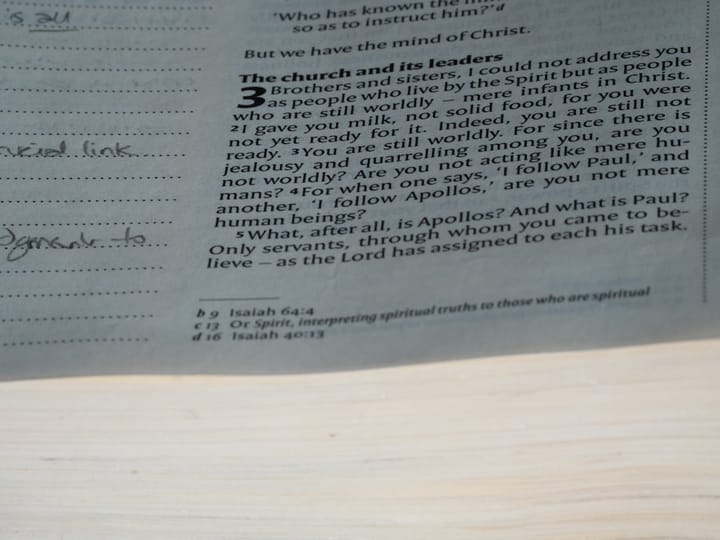 is all
ucial link
to
'Who has known the
so as to instruct him?'d
But we have the mind of Christ.
The church and its leaders
3 Brothers and sisters, I could not address you
as people who live by the Spirit but as people
who are still worldly – mere infants in Christ.
2 I gave you milk, not solid food, for you were
not yet ready for it. Indeed, you are still not
ready. 3 You are still worldly. For since there is
jealousy and quarrelling among you, are you
not worldly? Are you not acting like mere hu-
mans? 4 For when one says, 'I follow Paul,' and
another, 'I follow Apollos,' are you not mere
human beings?
5 What, after all, is Apollos? And what is Paul?
Only servants, through whom you came to be-
lieve – as the Lord has assigned to each his task.
b 9 Isaiah 64:4
c 13 Or Spirit, interpreting spiritual truths to those who are spiritual
d 16 Isaiah 40:13